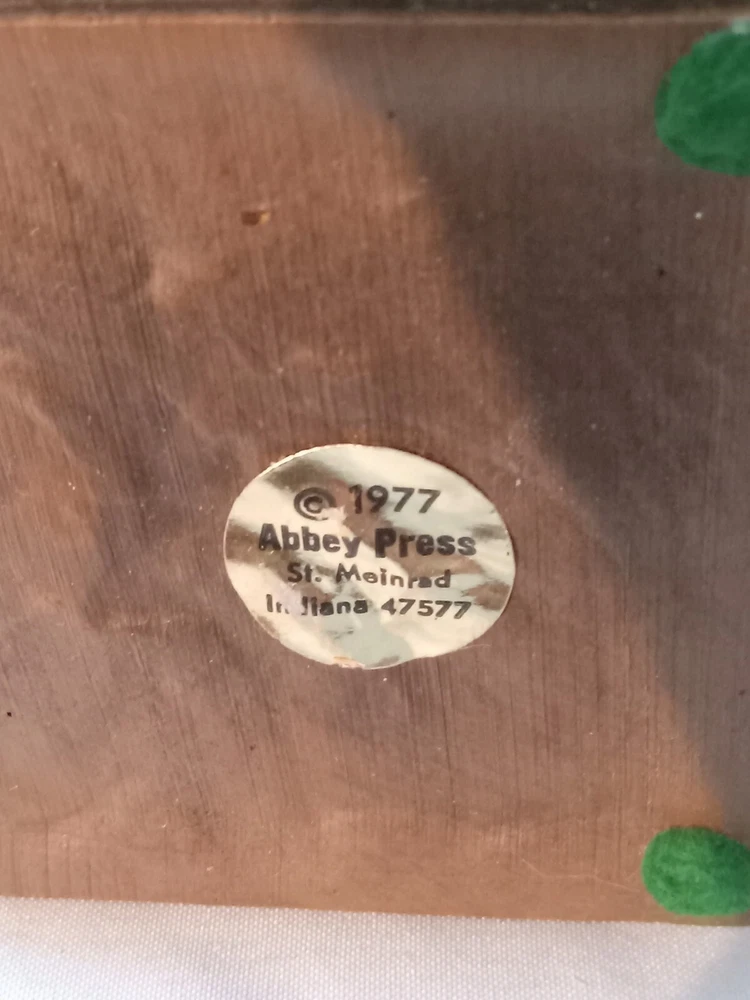 © 1977
Abbey Press
St. Meinrad
Indiana 47577